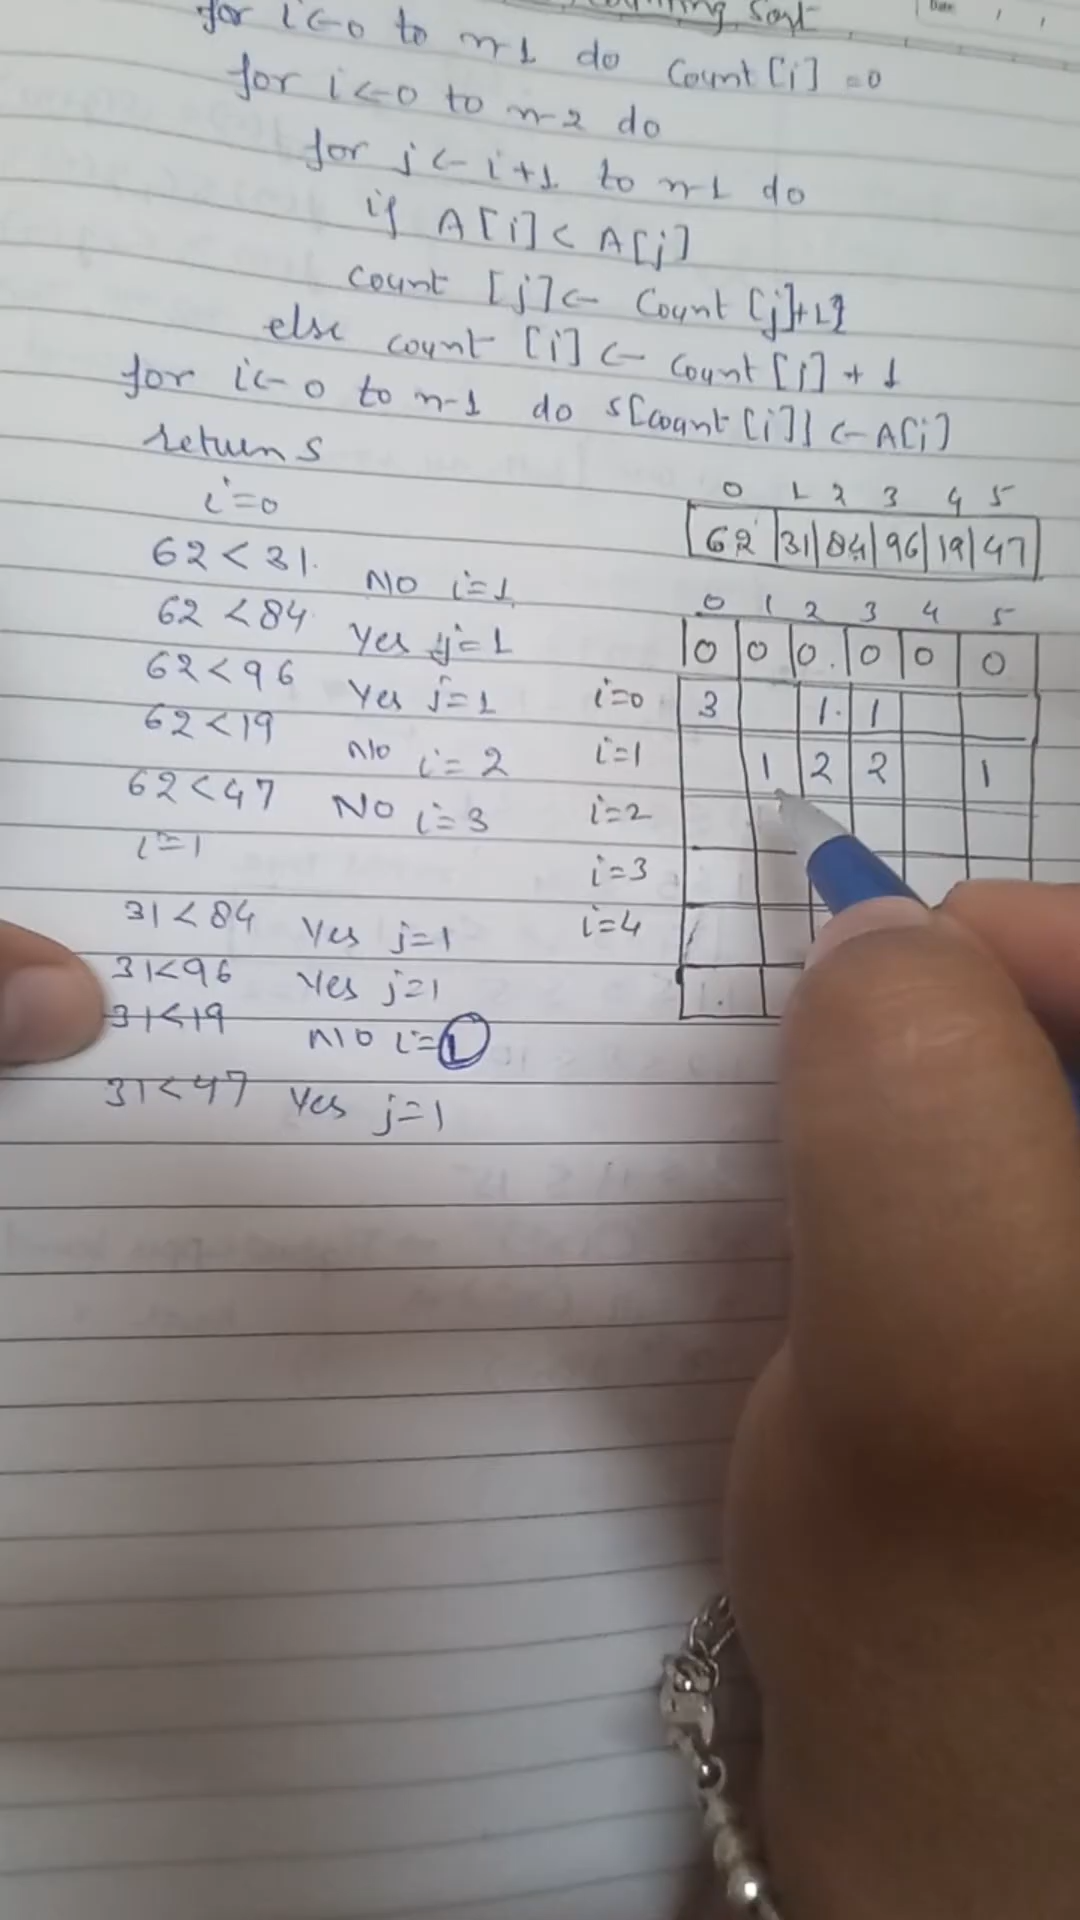 Sort
Date / /
for i <- 0 to n-1 do Count [i] = 0
for i <- 0 to n-2 do
for j <- i+1 to n-1 do
if A[i] < A[j]
count [j] <- Count [j]+1
else count [i] <- Count [i] + 1
for i <- 0 to n-1 do S[count [i]] <- A[i]
return S
i=0
62 < 31. No i=1
62 < 84 Yes j=1
62 < 96 Yes j=1
62 < 19 No i=2
62 < 47 No i=3
i=1
31 < 84 Yes j=1
31 < 96 Yes j=1
31 < 19 No i=1
31 < 47 Yes j=1
0 1 2 3 4 5
62 31 84 96 19 47
0 1 2 3 4 5
0 0 0 0 0 0
i=0 3 1 1
i=1 1 2 2 1
i=2
i=3
i=4